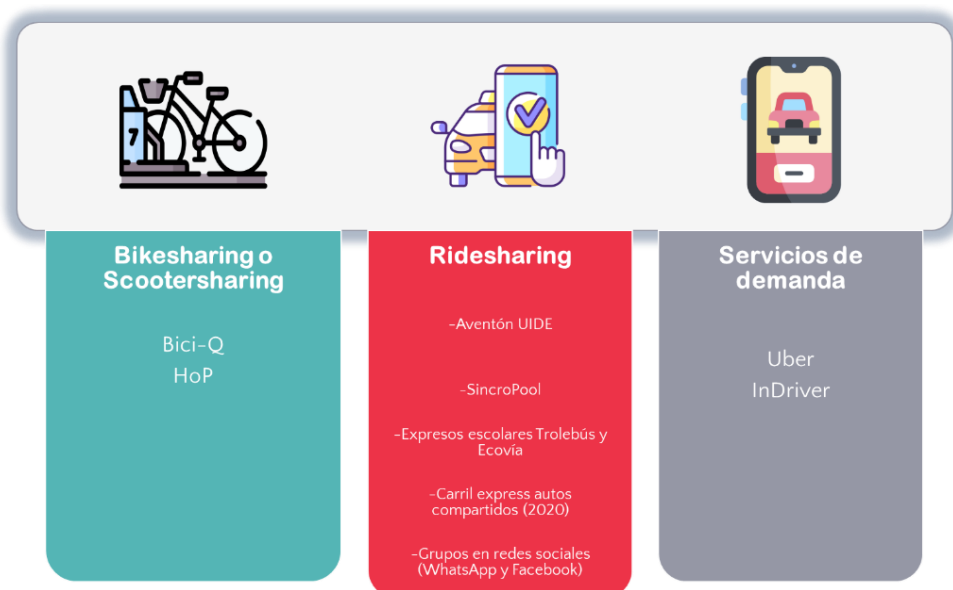 7
Bikesharing o
Scootersharing
Bici-Q
HoP
Ridesharing
-Aventón UIDE
-SincroPool
-Expresos escolares Trolebús y
Ecovía
-Carril express autos
compartidos (2020)
-Grupos en redes sociales
(WhatsApp y Facebook)
Servicios de
demanda
Uber
InDriver